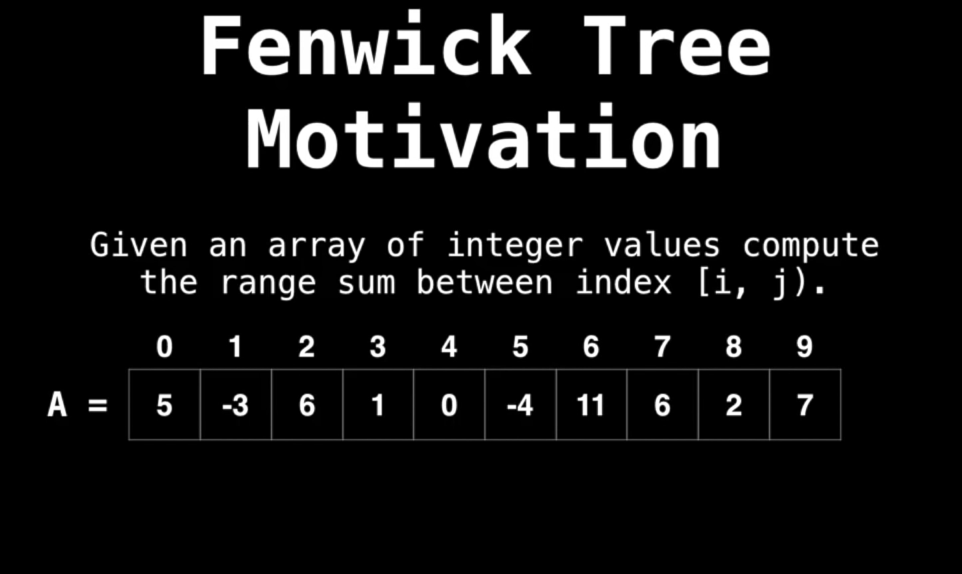 Fenwick Tree
Motivation
Given an array of integer values compute
the range sum between index [i, j).
0 1 2 3 4 5 6 7 8 9
A = 5 -3 6 1 0 -4 11 6 2 7